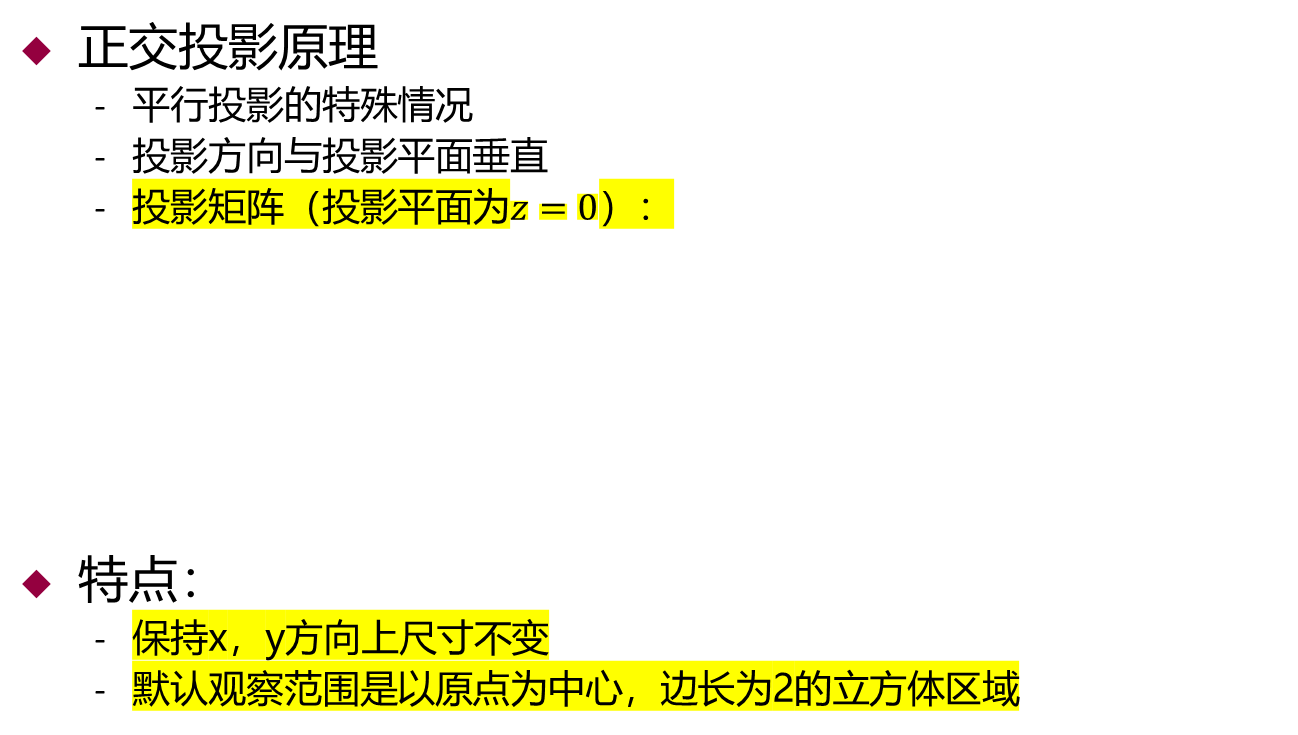 ◆ 正交投影原理
- 平行投影的特殊情况
- 投影方向与投影平面垂直
- 投影矩阵（投影平面为z = 0）：
◆ 特点：
- 保持x，y方向上尺寸不变
- 默认观察范围是以原点为中心，边长为2的立方体区域